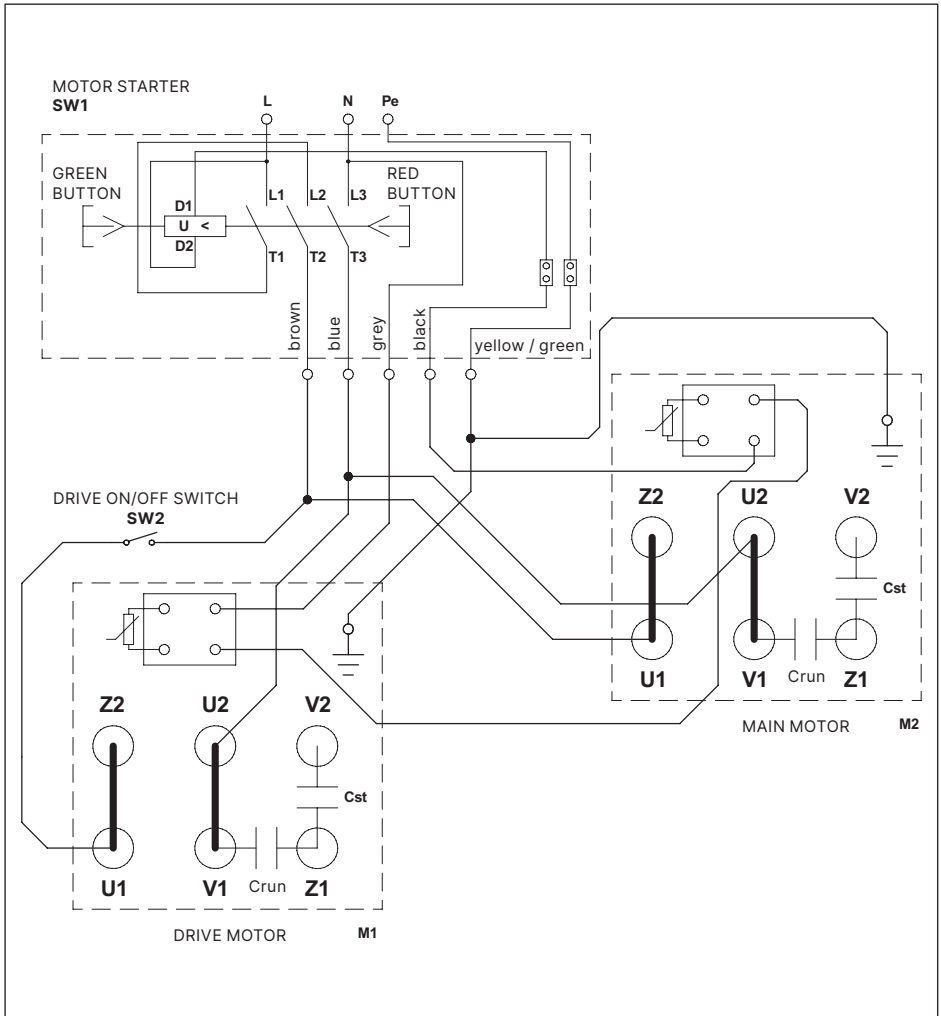 MOTOR STARTER
SW1
L
N
Pe
GREEN
BUTTON
RED
BUTTON
D1
U <
D2
L1
L2
L3
T1
T2
T3
brown
blue
grey
black
yellow / green
DRIVE ON/OFF SWITCH
SW2
Z2
U2
V2
Cst
U1
V1
Crun
Z1
MAIN MOTOR
M2
Z2
U2
V2
Cst
U1
V1
Crun
Z1
DRIVE MOTOR
M1